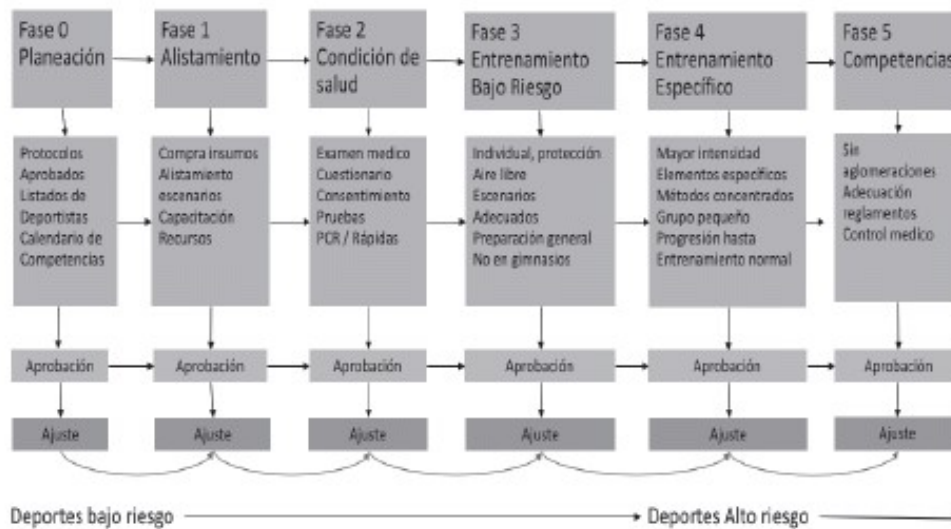 Fase 0
Planeación
Fase 1
Alistamiento
Fase 2
Condición de
salud
Fase 3
Entrenamiento
Bajo Riesgo
Fase 4
Entrenamiento
Específico
Fase 5
Competencias
Protocolos
Aprobados
Listados de
Deportistas
Calendario de
Competencias
Compra insumos
Alistamiento
escenarios
Capacitación
Recursos
Examen medico
Cuestionario
Consentimiento
Pruebas
PCR / Rápidas
Individual, protección
Aire libre
Escenarios
Adecuados
Preparación general
No en gimnasios
Mayor intensidad
Elementos específicos
Métodos concentrados
Grupo pequeño
Progresión hasta
Entrenamiento normal
Sin
aglomeraciones
Adecuación
reglamentos
Control medico
Aprobación
Aprobación
Aprobación
Aprobación
Aprobación
Aprobación
Ajuste
Ajuste
Ajuste
Ajuste
Ajuste
Ajuste
Deportes bajo riesgo
Deportes Alto riesgo